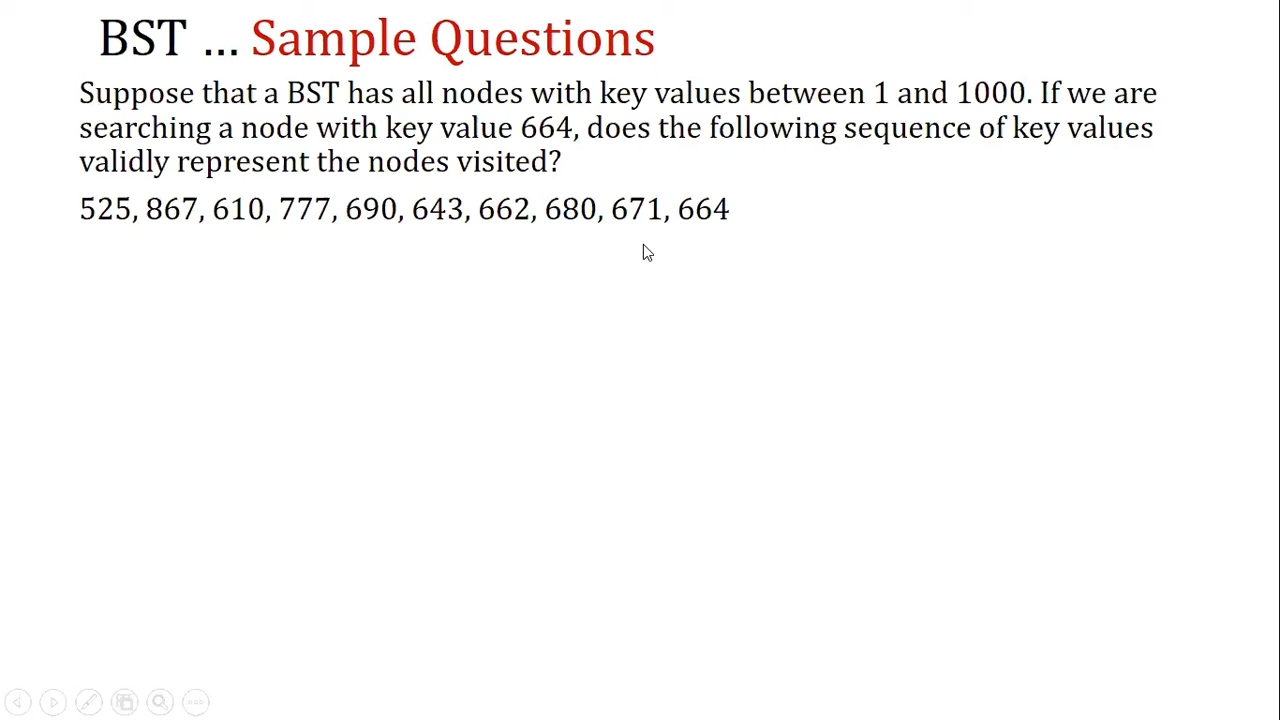 BST … Sample Questions
Suppose that a BST has all nodes with key values between 1 and 1000. If we are
searching a node with key value 664, does the following sequence of key values
validly represent the nodes visited?
525, 867, 610, 777, 690, 643, 662, 680, 671, 664